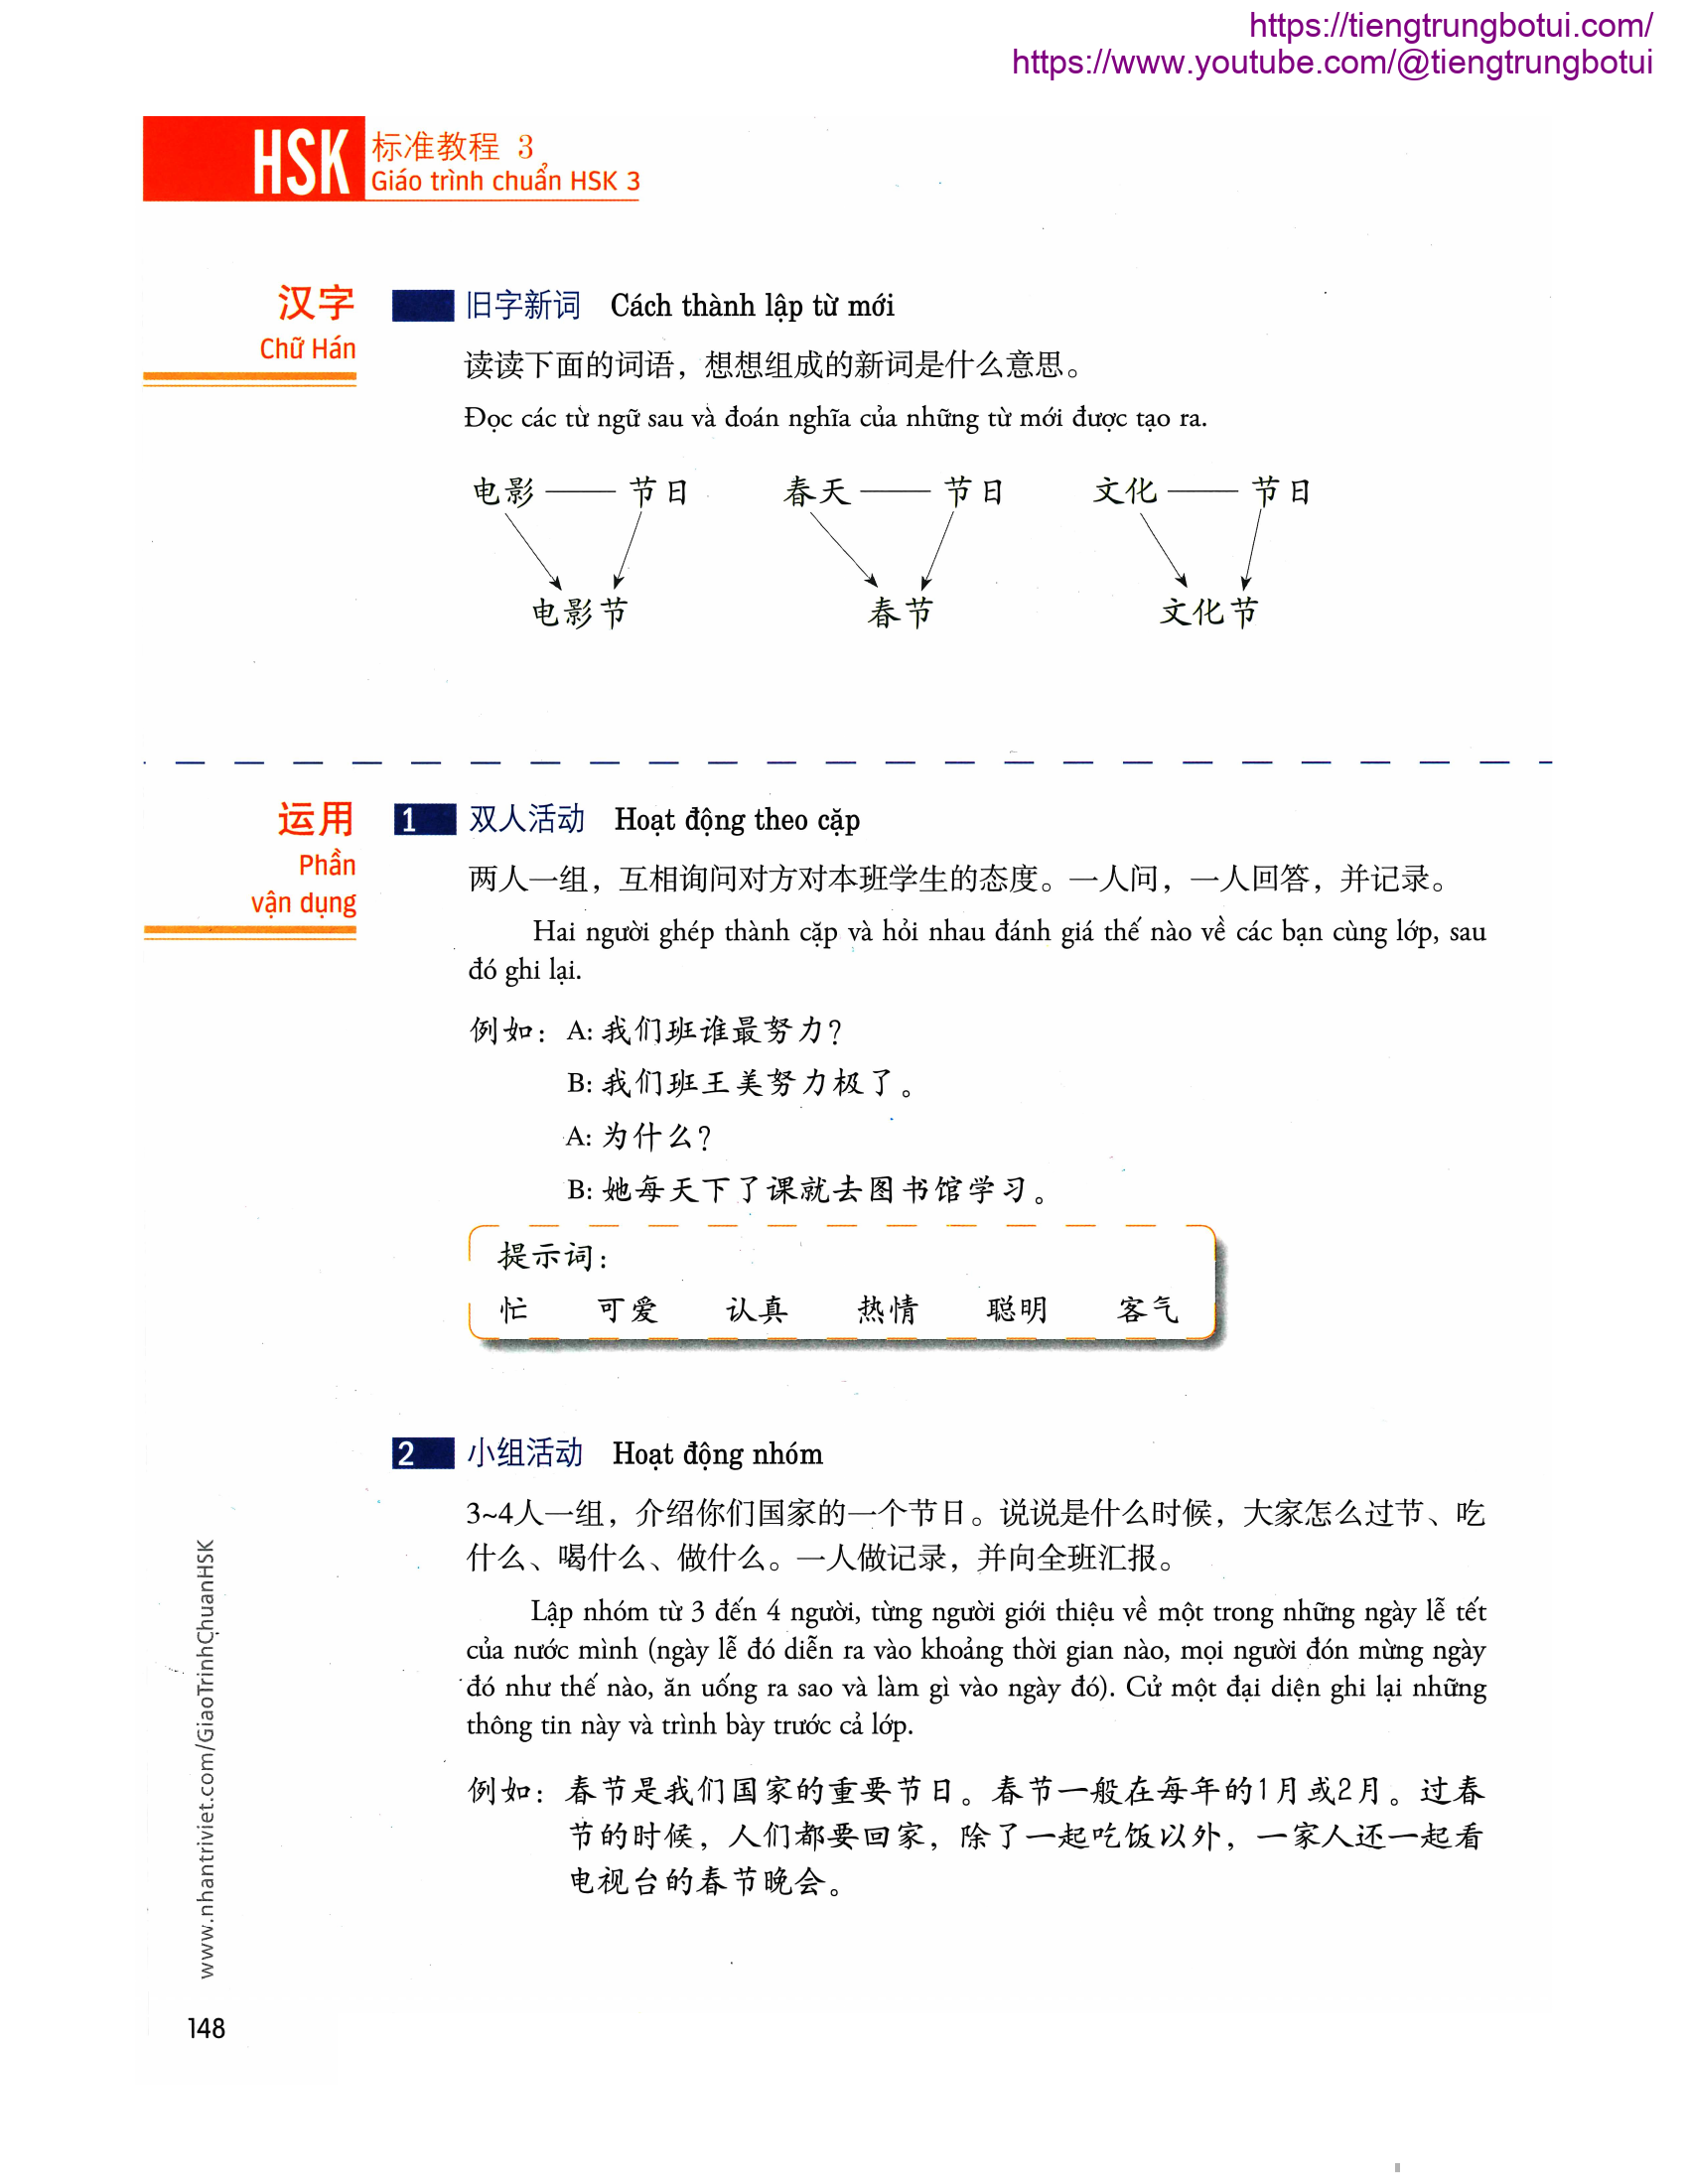 https://tiengtrungbotui.com/
https://www.youtube.com/@tiengtrungbotui
HSK 标准教程 3
Giáo trình chuẩn HSK 3
汉字
Chữ Hán
旧字新词 Cách thành lập từ mới
读读下面的词语，想想组成的新词是什么意思。
Đọc các từ ngữ sau và đoán nghĩa của những từ mới được tạo ra.
电影 —— 节日 春天 —— 节日 文化 —— 节日
电影节 春节 文化节
运用
Phần
vận dụng
1 双人活动 Hoạt động theo cặp
两人一组，互相询问对方对本班学生的态度。一人问，一人回答，并记录。
Hai người ghép thành cặp và hỏi nhau đánh giá thế nào về các bạn cùng lớp, sau
đó ghi lại.
例如：A: 我们班谁最努力？
B: 我们班王美努力极了。
A: 为什么？
B: 她每天下了课就去图书馆学习。
提示词：
忙 可爱 认真 热情 聪明 客气
2 小组活动 Hoạt động nhóm
3~4人一组，介绍你们国家的一个节日。说说是什么时候，大家怎么过节、吃
什么、喝什么、做什么。一人做记录，并向全班汇报。
Lập nhóm từ 3 đến 4 người, từng người giới thiệu về một trong những ngày lễ tết
của nước mình (ngày lễ đó diễn ra vào khoảng thời gian nào, mọi người đón mừng ngày
đó như thế nào, ăn uống ra sao và làm gì vào ngày đó). Cử một đại diện ghi lại những
thông tin này và trình bày trước cả lớp.
例如：春节是我们国家的重要节日。春节一般在每年的1月或2月。过春
节的时候，人们都要回家，除了一起吃饭以外，一家人还一起看
电视台的春节晚会。
www.nhantriviet.com/GiaoTrinhChuanHSK
148